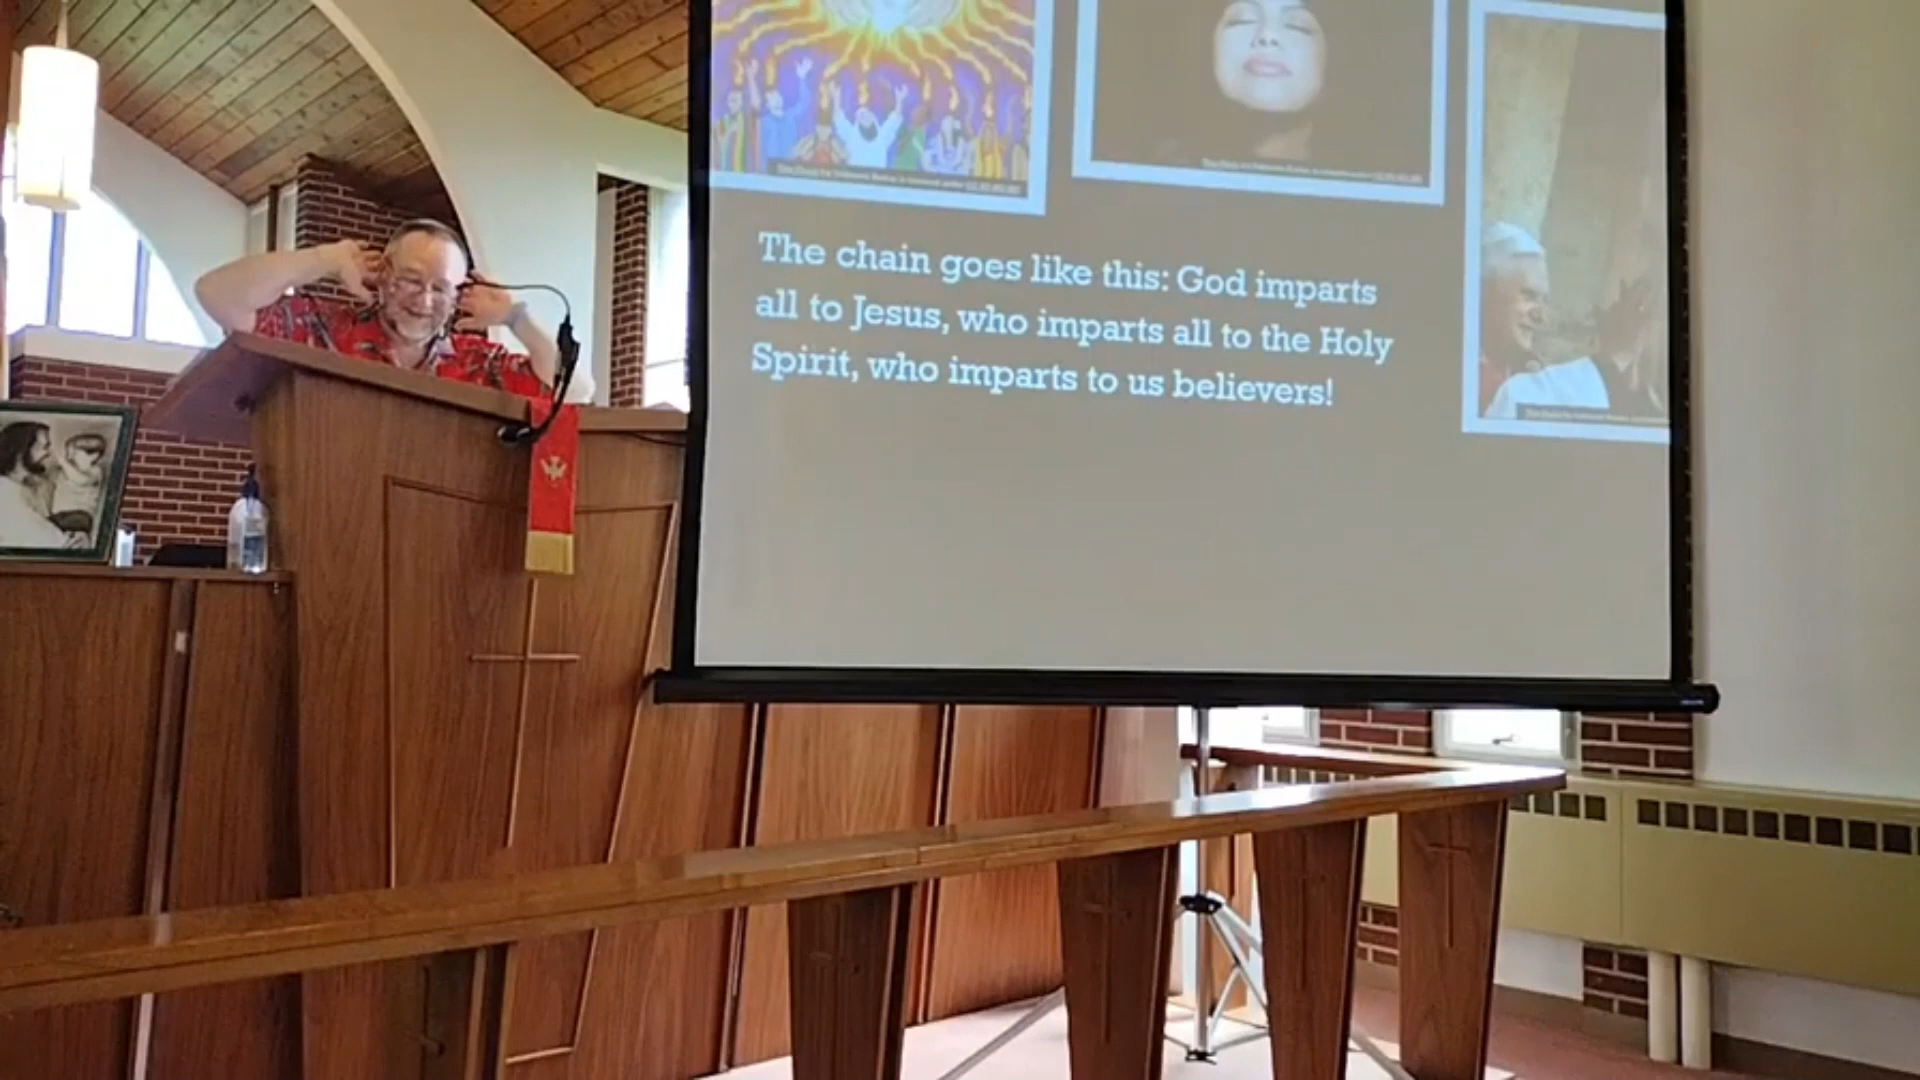 The chain goes like this: God imparts
all to Jesus, who imparts all to the Holy
Spirit, who imparts to us believers!